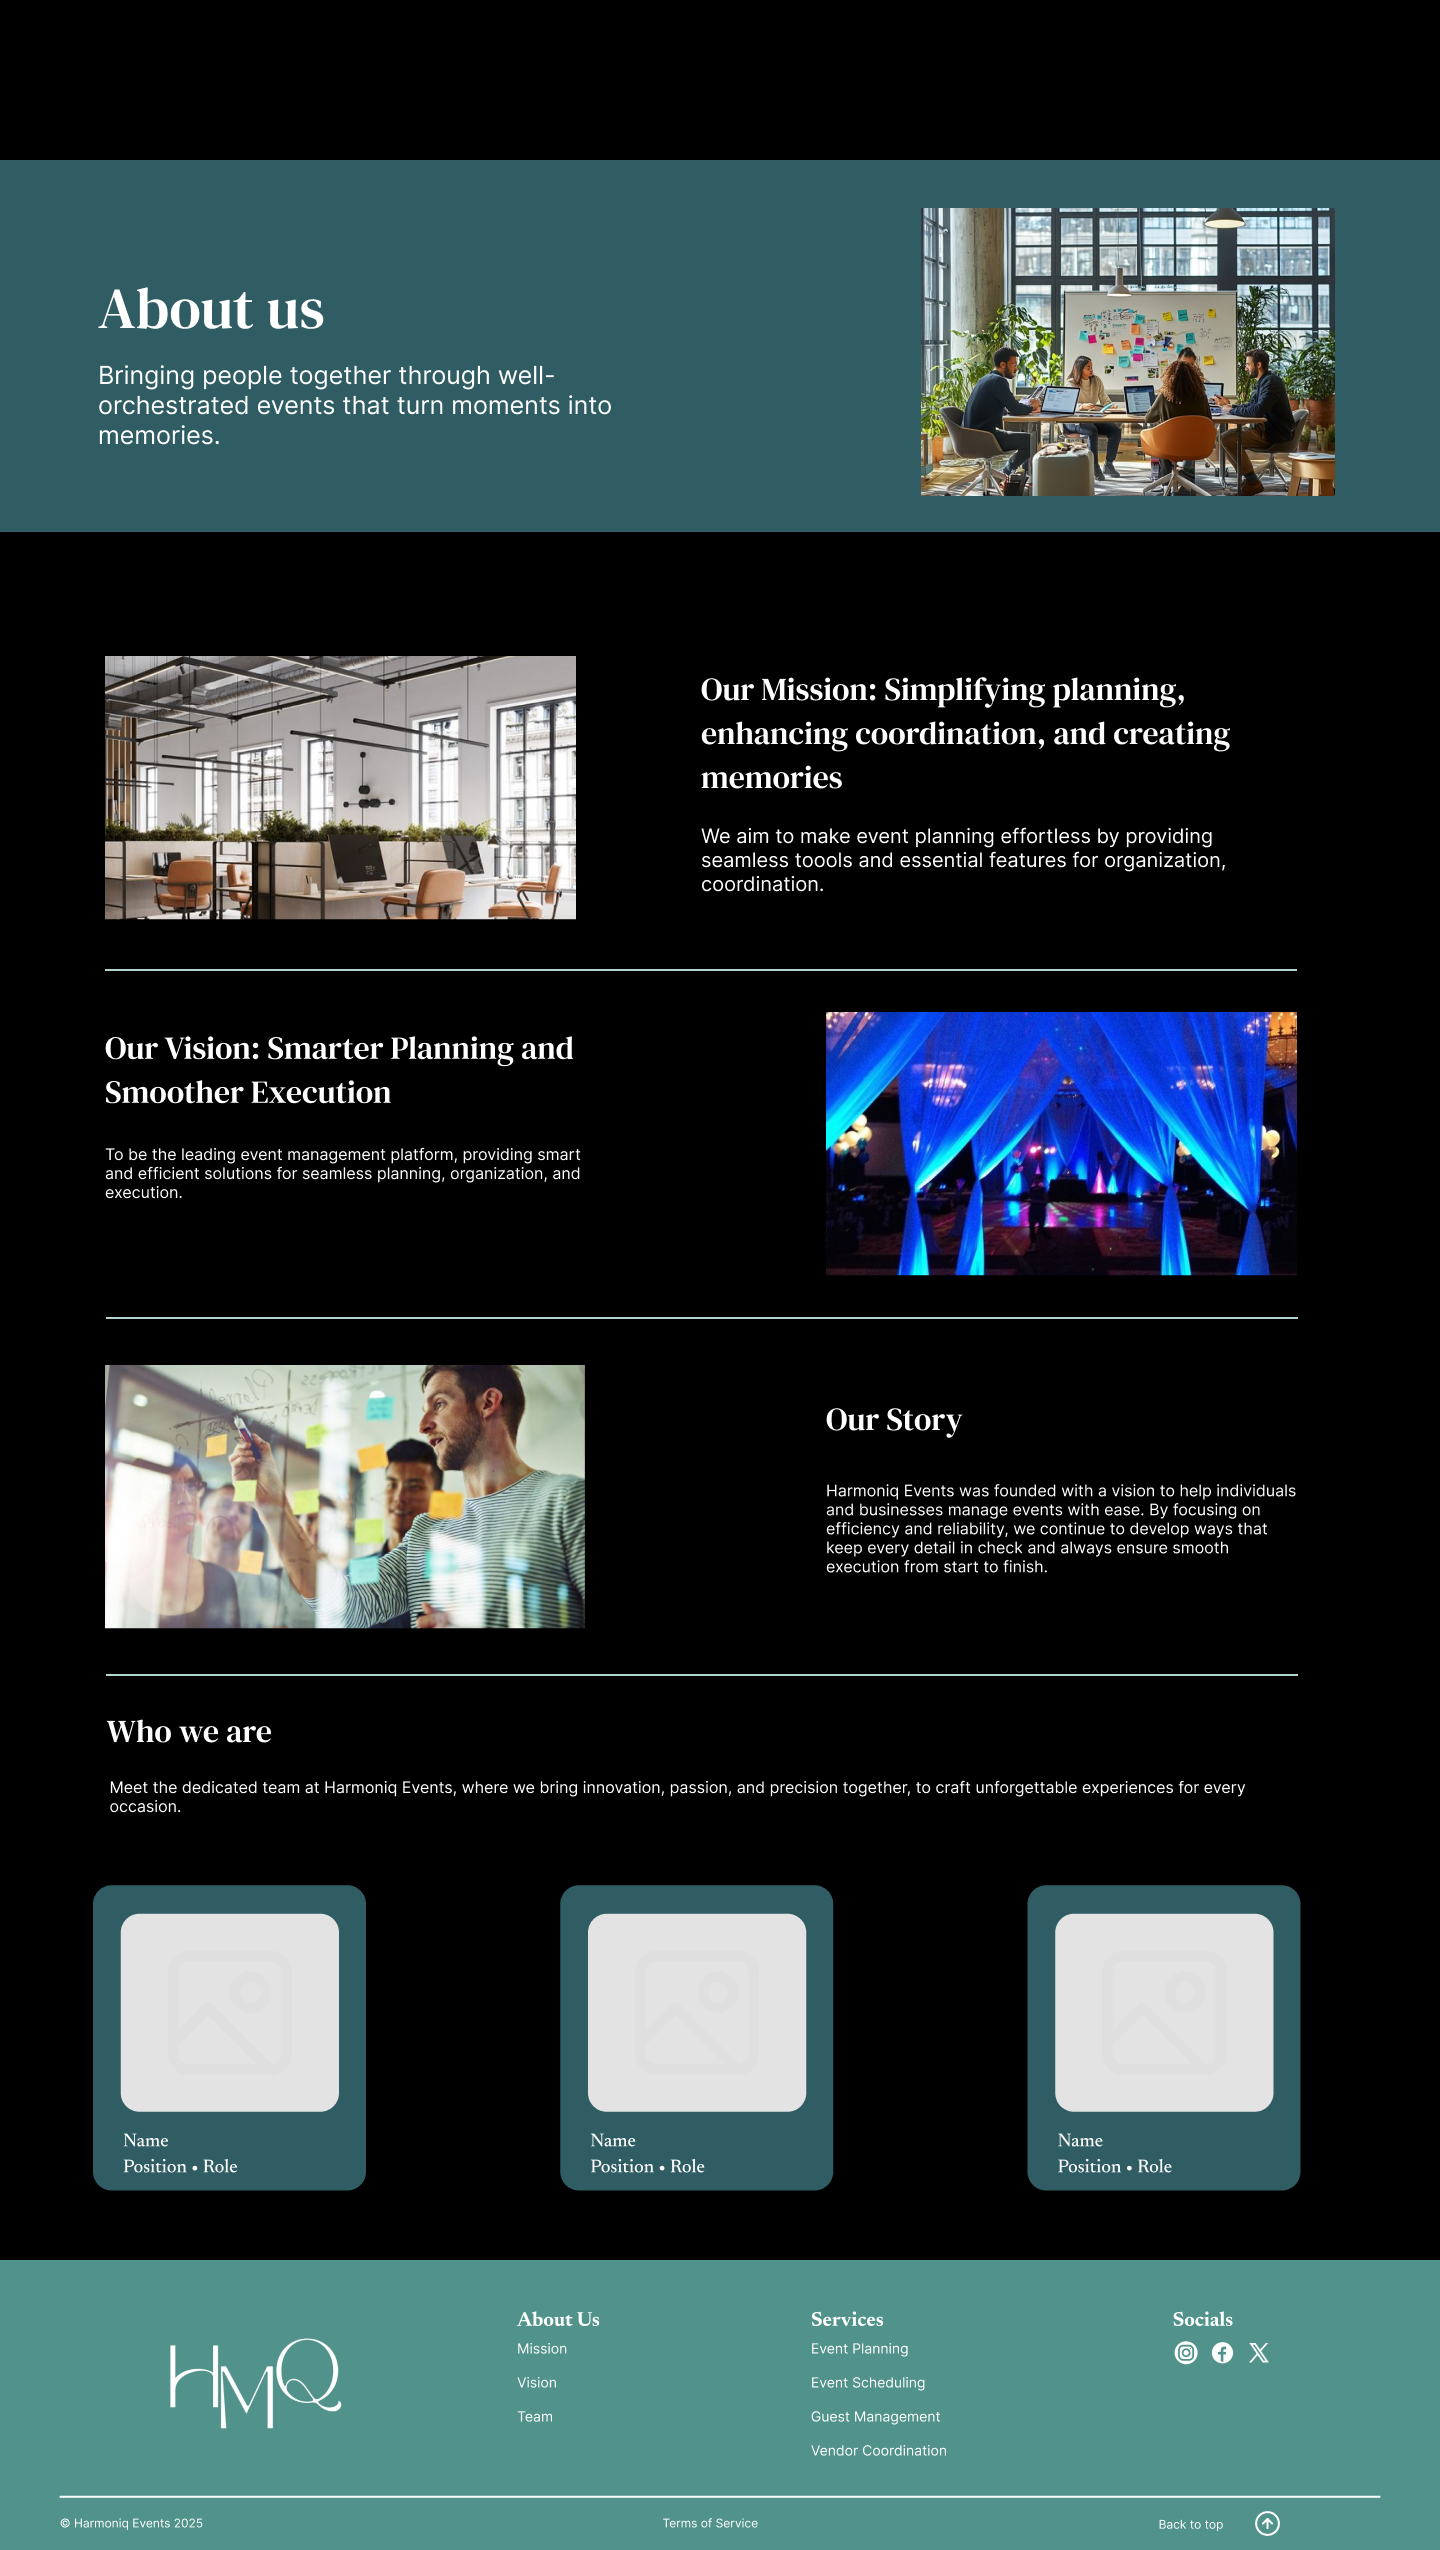 About us
Bringing people together through well-
orchestrated events that turn moments into
memories.
Our Mission: Simplifying planning,
enhancing coordination, and creating
memories
We aim to make event planning effortless by providing
seamless toools and essential features for organization,
coordination.
Our Vision: Smarter Planning and
Smoother Execution
To be the leading event management platform, providing smart
and efficient solutions for seamless planning, organization, and
execution.
Our Story
Harmoniq Events was founded with a vision to help individuals
and businesses manage events with ease. By focusing on
efficiency and reliability, we continue to develop ways that
keep every detail in check and always ensure smooth
execution from start to finish.
Who we are
Meet the dedicated team at Harmoniq Events, where we bring innovation, passion, and precision together, to craft unforgettable experiences for every
occasion.
Name
Position • Role
Name
Position • Role
Name
Position • Role
HMQ
About Us
Mission
Vision
Team
Services
Event Planning
Event Scheduling
Guest Management
Vendor Coordination
Socials
© Harmoniq Events 2025
Terms of Service
Back to top